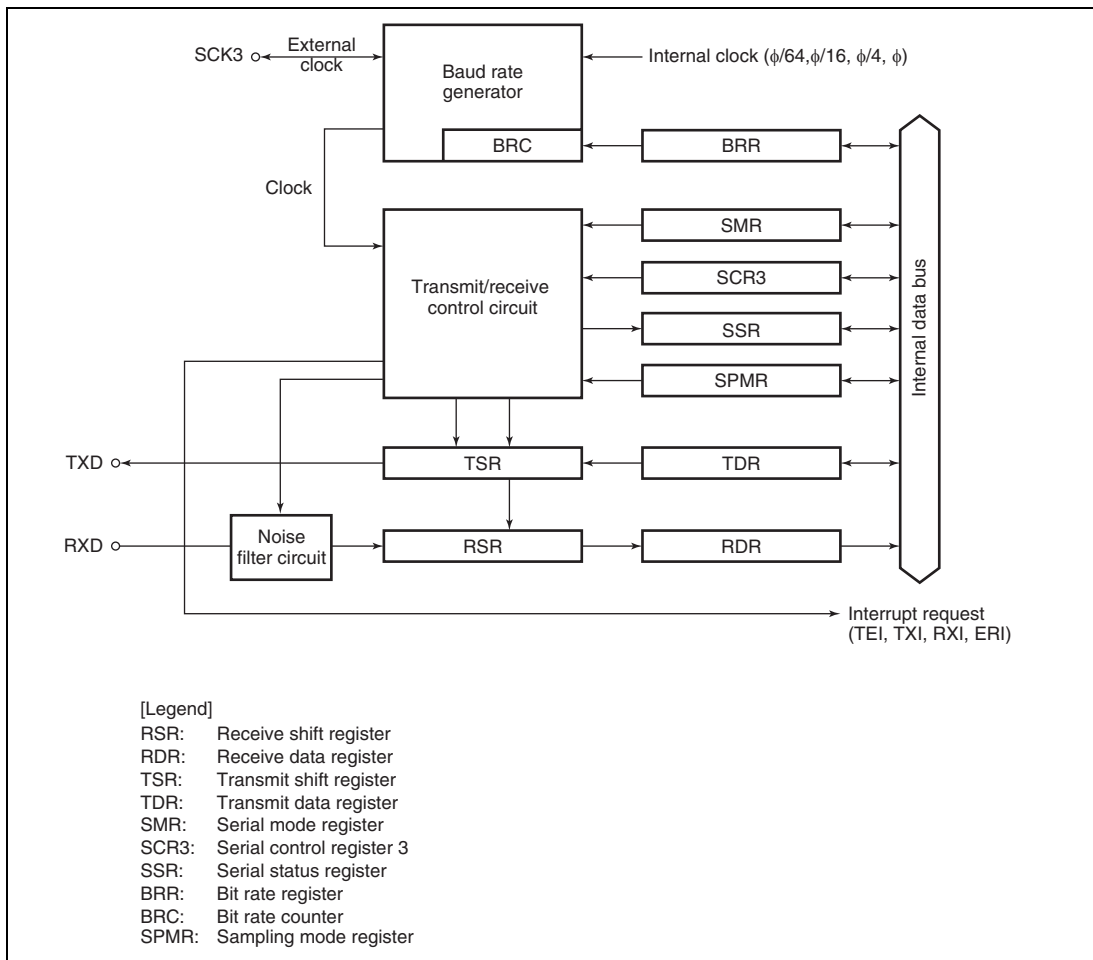 SCK3
External
clock
Internal clock (ϕ/64,ϕ/16, ϕ/4, ϕ)
Baud rate
generator
BRC
BRR
Clock
SMR
Transmit/receive
control circuit
SCR3
SSR
SPMR
Internal data bus
TXD
TSR
TDR
RXD
Noise
filter circuit
RSR
RDR
Interrupt request
(TEI, TXI, RXI, ERI)
[Legend]
RSR: Receive shift register
RDR: Receive data register
TSR: Transmit shift register
TDR: Transmit data register
SMR: Serial mode register
SCR3: Serial control register 3
SSR: Serial status register
BRR: Bit rate register
BRC: Bit rate counter
SPMR: Sampling mode register